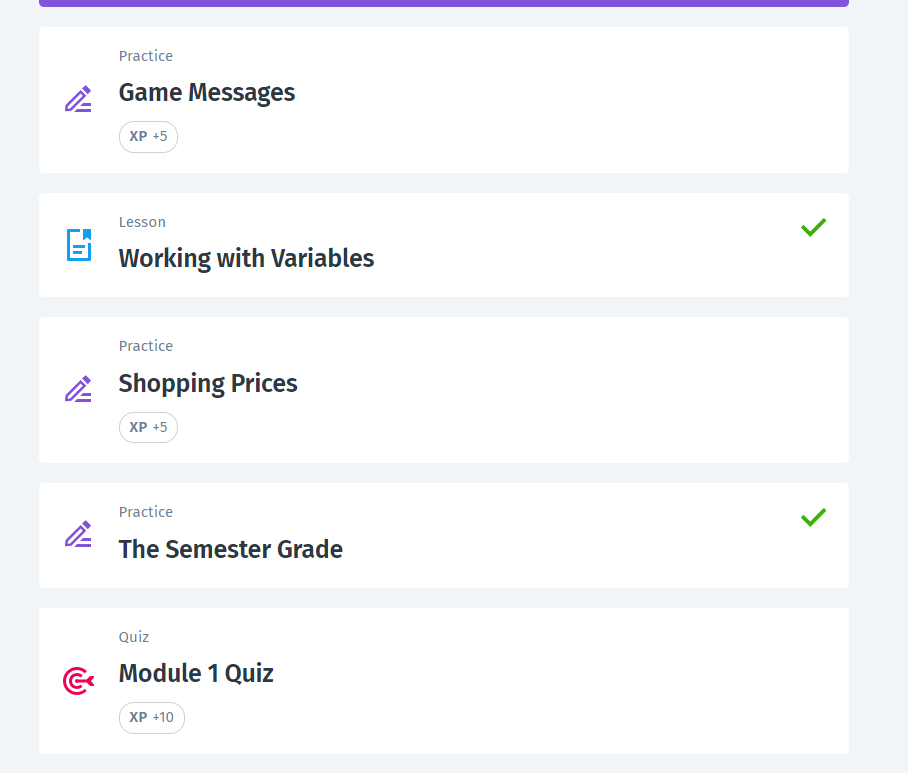 Practice
Game Messages
XP +5
Lesson
Working with Variables
Practice
Shopping Prices
XP +5
Practice
The Semester Grade
Quiz
Module 1 Quiz
XP +10